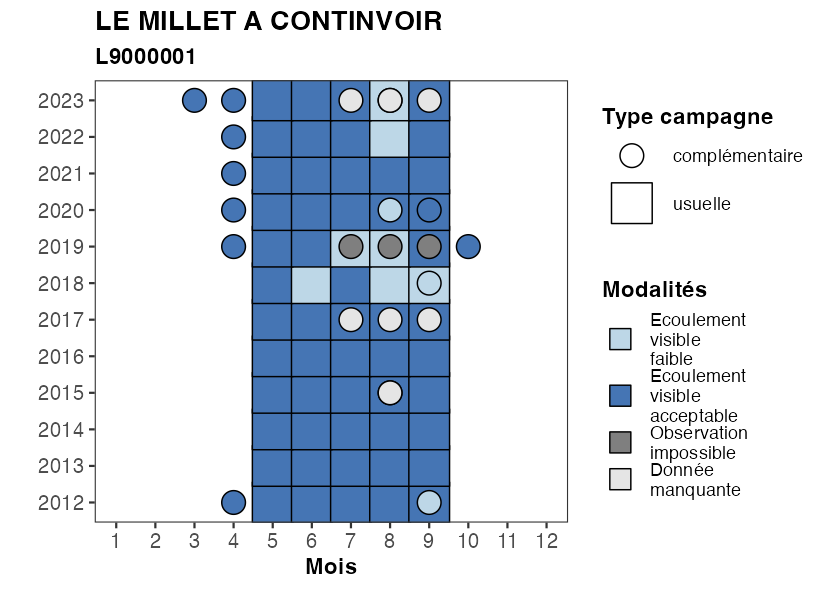 LE MILLET A CONTINVOIR
L9000001
2023
2022
2021
2020
2019
2018
2017
2016
2015
2014
2013
2012
1 2 3 4 5 6 7 8 9 10 11 12
Mois
Type campagne
complémentaire
usuelle
Modalités
Ecoulement
visible
faible
Ecoulement
visible
acceptable
Observation
impossible
Donnée
manquante